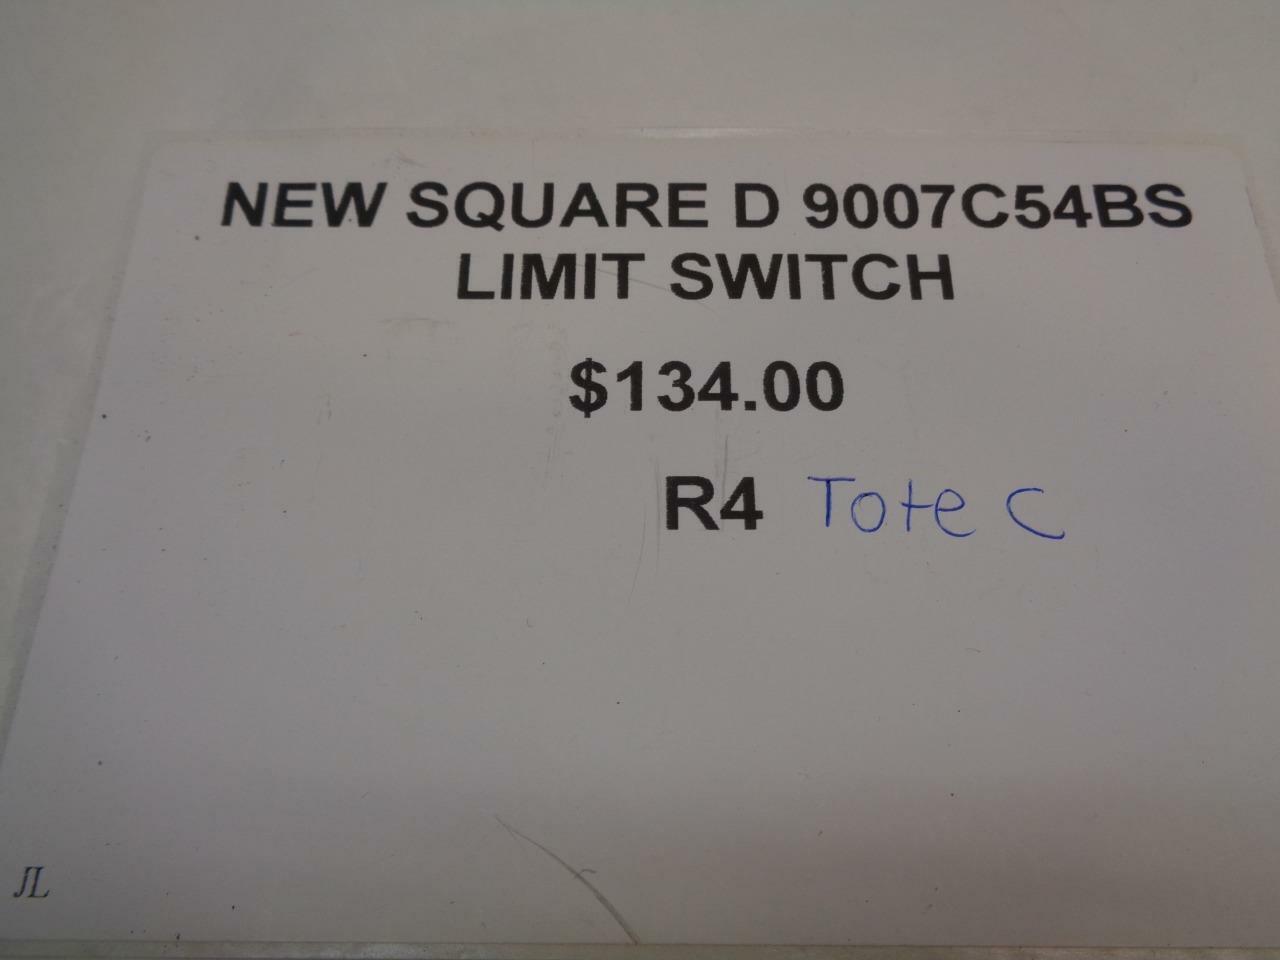 NEW SQUARE D 9007C54BS
LIMIT SWITCH
$134.00
R4 Tote C
JL